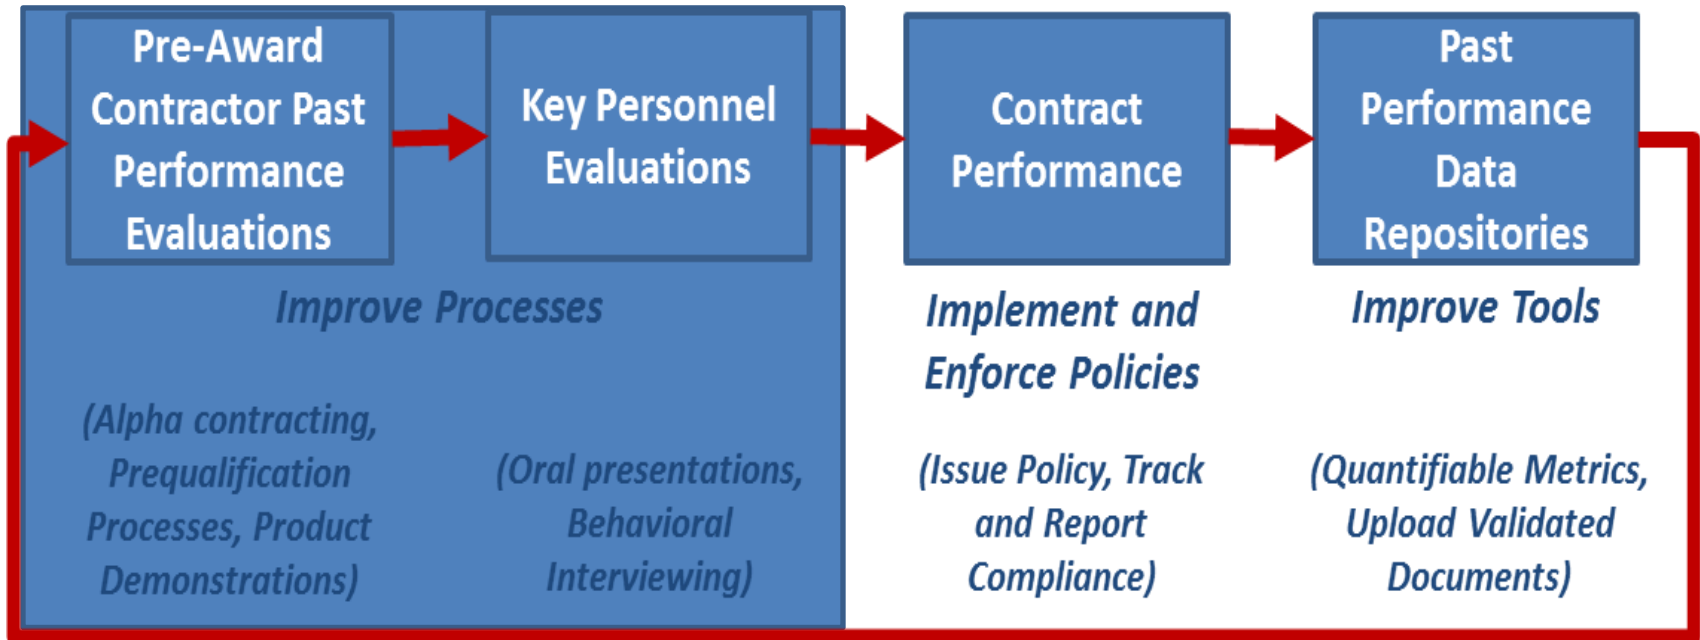 Pre-Award
Contractor Past
Performance
Evaluations
Key Personnel
Evaluations
Contract
Performance
Past
Performance
Data
Repositories
Improve Processes
Implement and
Enforce Policies
Improve Tools
(Alpha contracting,
Prequalification
Processes, Product
Demonstrations)
(Oral presentations,
Behavioral
Interviewing)
(Issue Policy, Track
and Report
Compliance)
(Quantifiable Metrics,
Upload Validated
Documents)